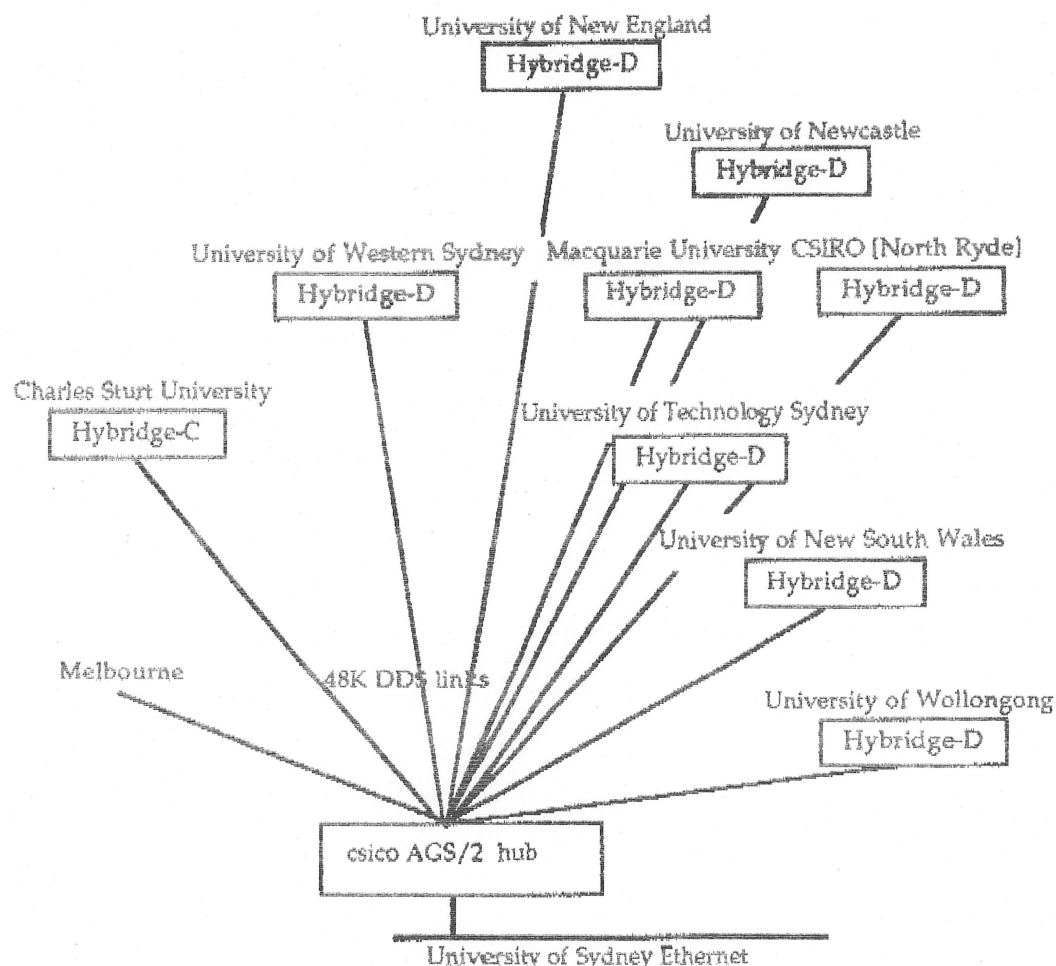 University of New England
Hybridge-D
University of Newcastle
Hybridge-D
University of Western Sydney
Hybridge-D
Macquarie University
Hybridge-D
CSIRO [North Ryde]
Hybridge-D
Charles Sturt University
Hybridge-C
University of Technology Sydney
Hybridge-D
University of New South Wales
Hybridge-D
Melbourne
48K DDS links
University of Wollongong
Hybridge-D
csico AGS/2 hub
University of Sydney Ethernet